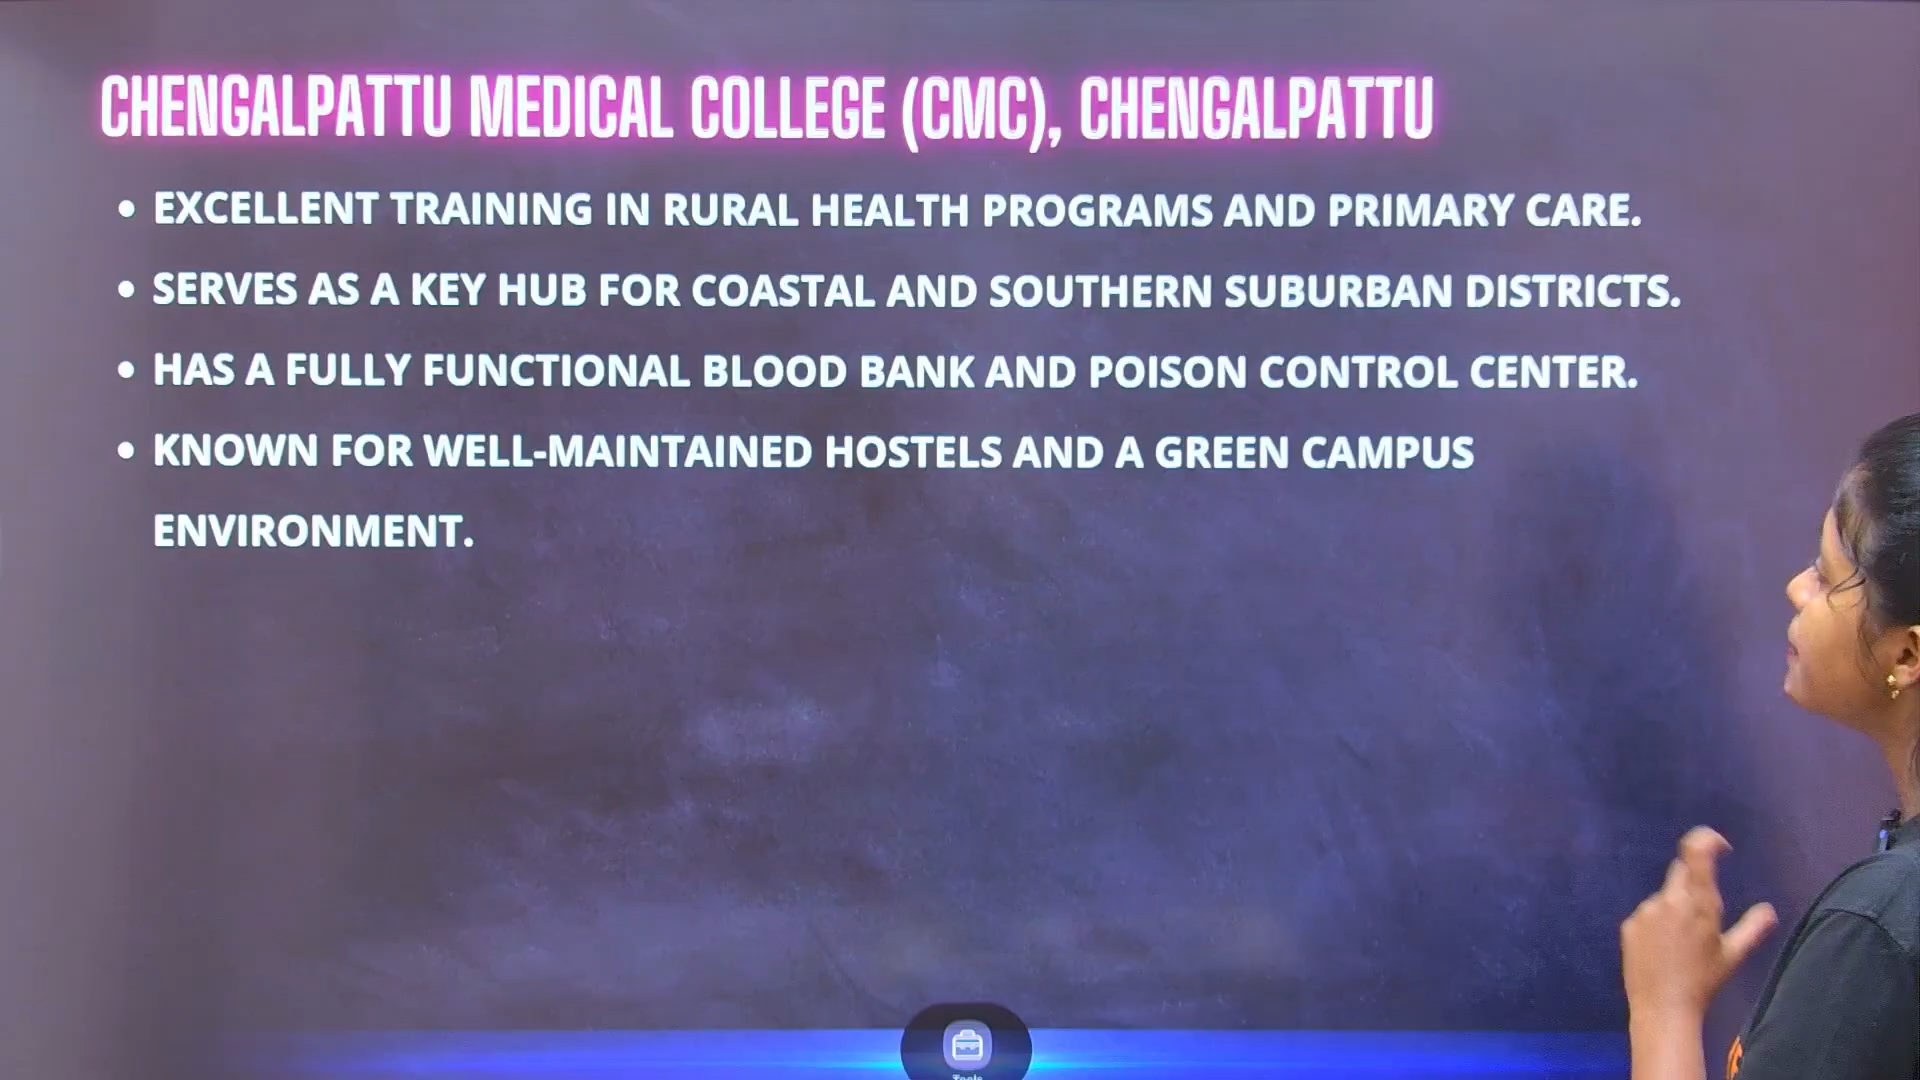 CHENGALPATTU MEDICAL COLLEGE (CMC), CHENGALPATTU
• EXCELLENT TRAINING IN RURAL HEALTH PROGRAMS AND PRIMARY CARE.
• SERVES AS A KEY HUB FOR COASTAL AND SOUTHERN SUBURBAN DISTRICTS.
• HAS A FULLY FUNCTIONAL BLOOD BANK AND POISON CONTROL CENTER.
• KNOWN FOR WELL-MAINTAINED HOSTELS AND A GREEN CAMPUS
ENVIRONMENT.
Tools